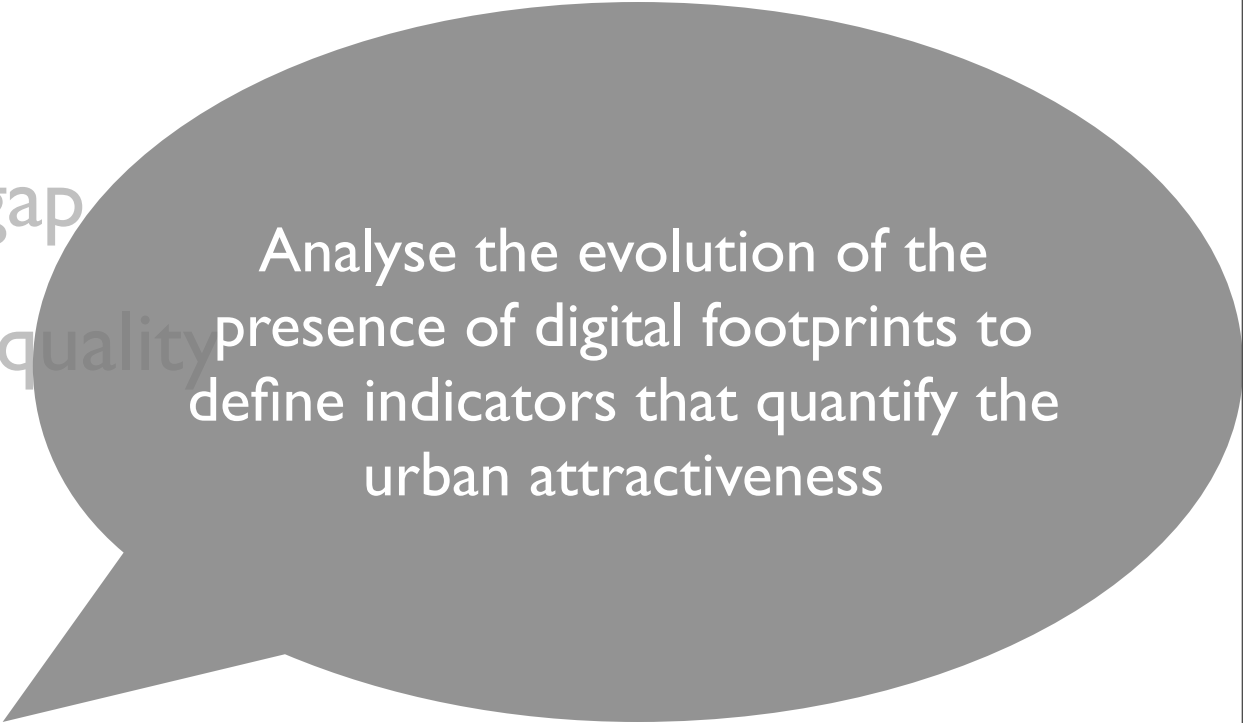 gap
quality
Analyse the evolution of the
presence of digital footprints to
define indicators that quantify the
urban attractiveness